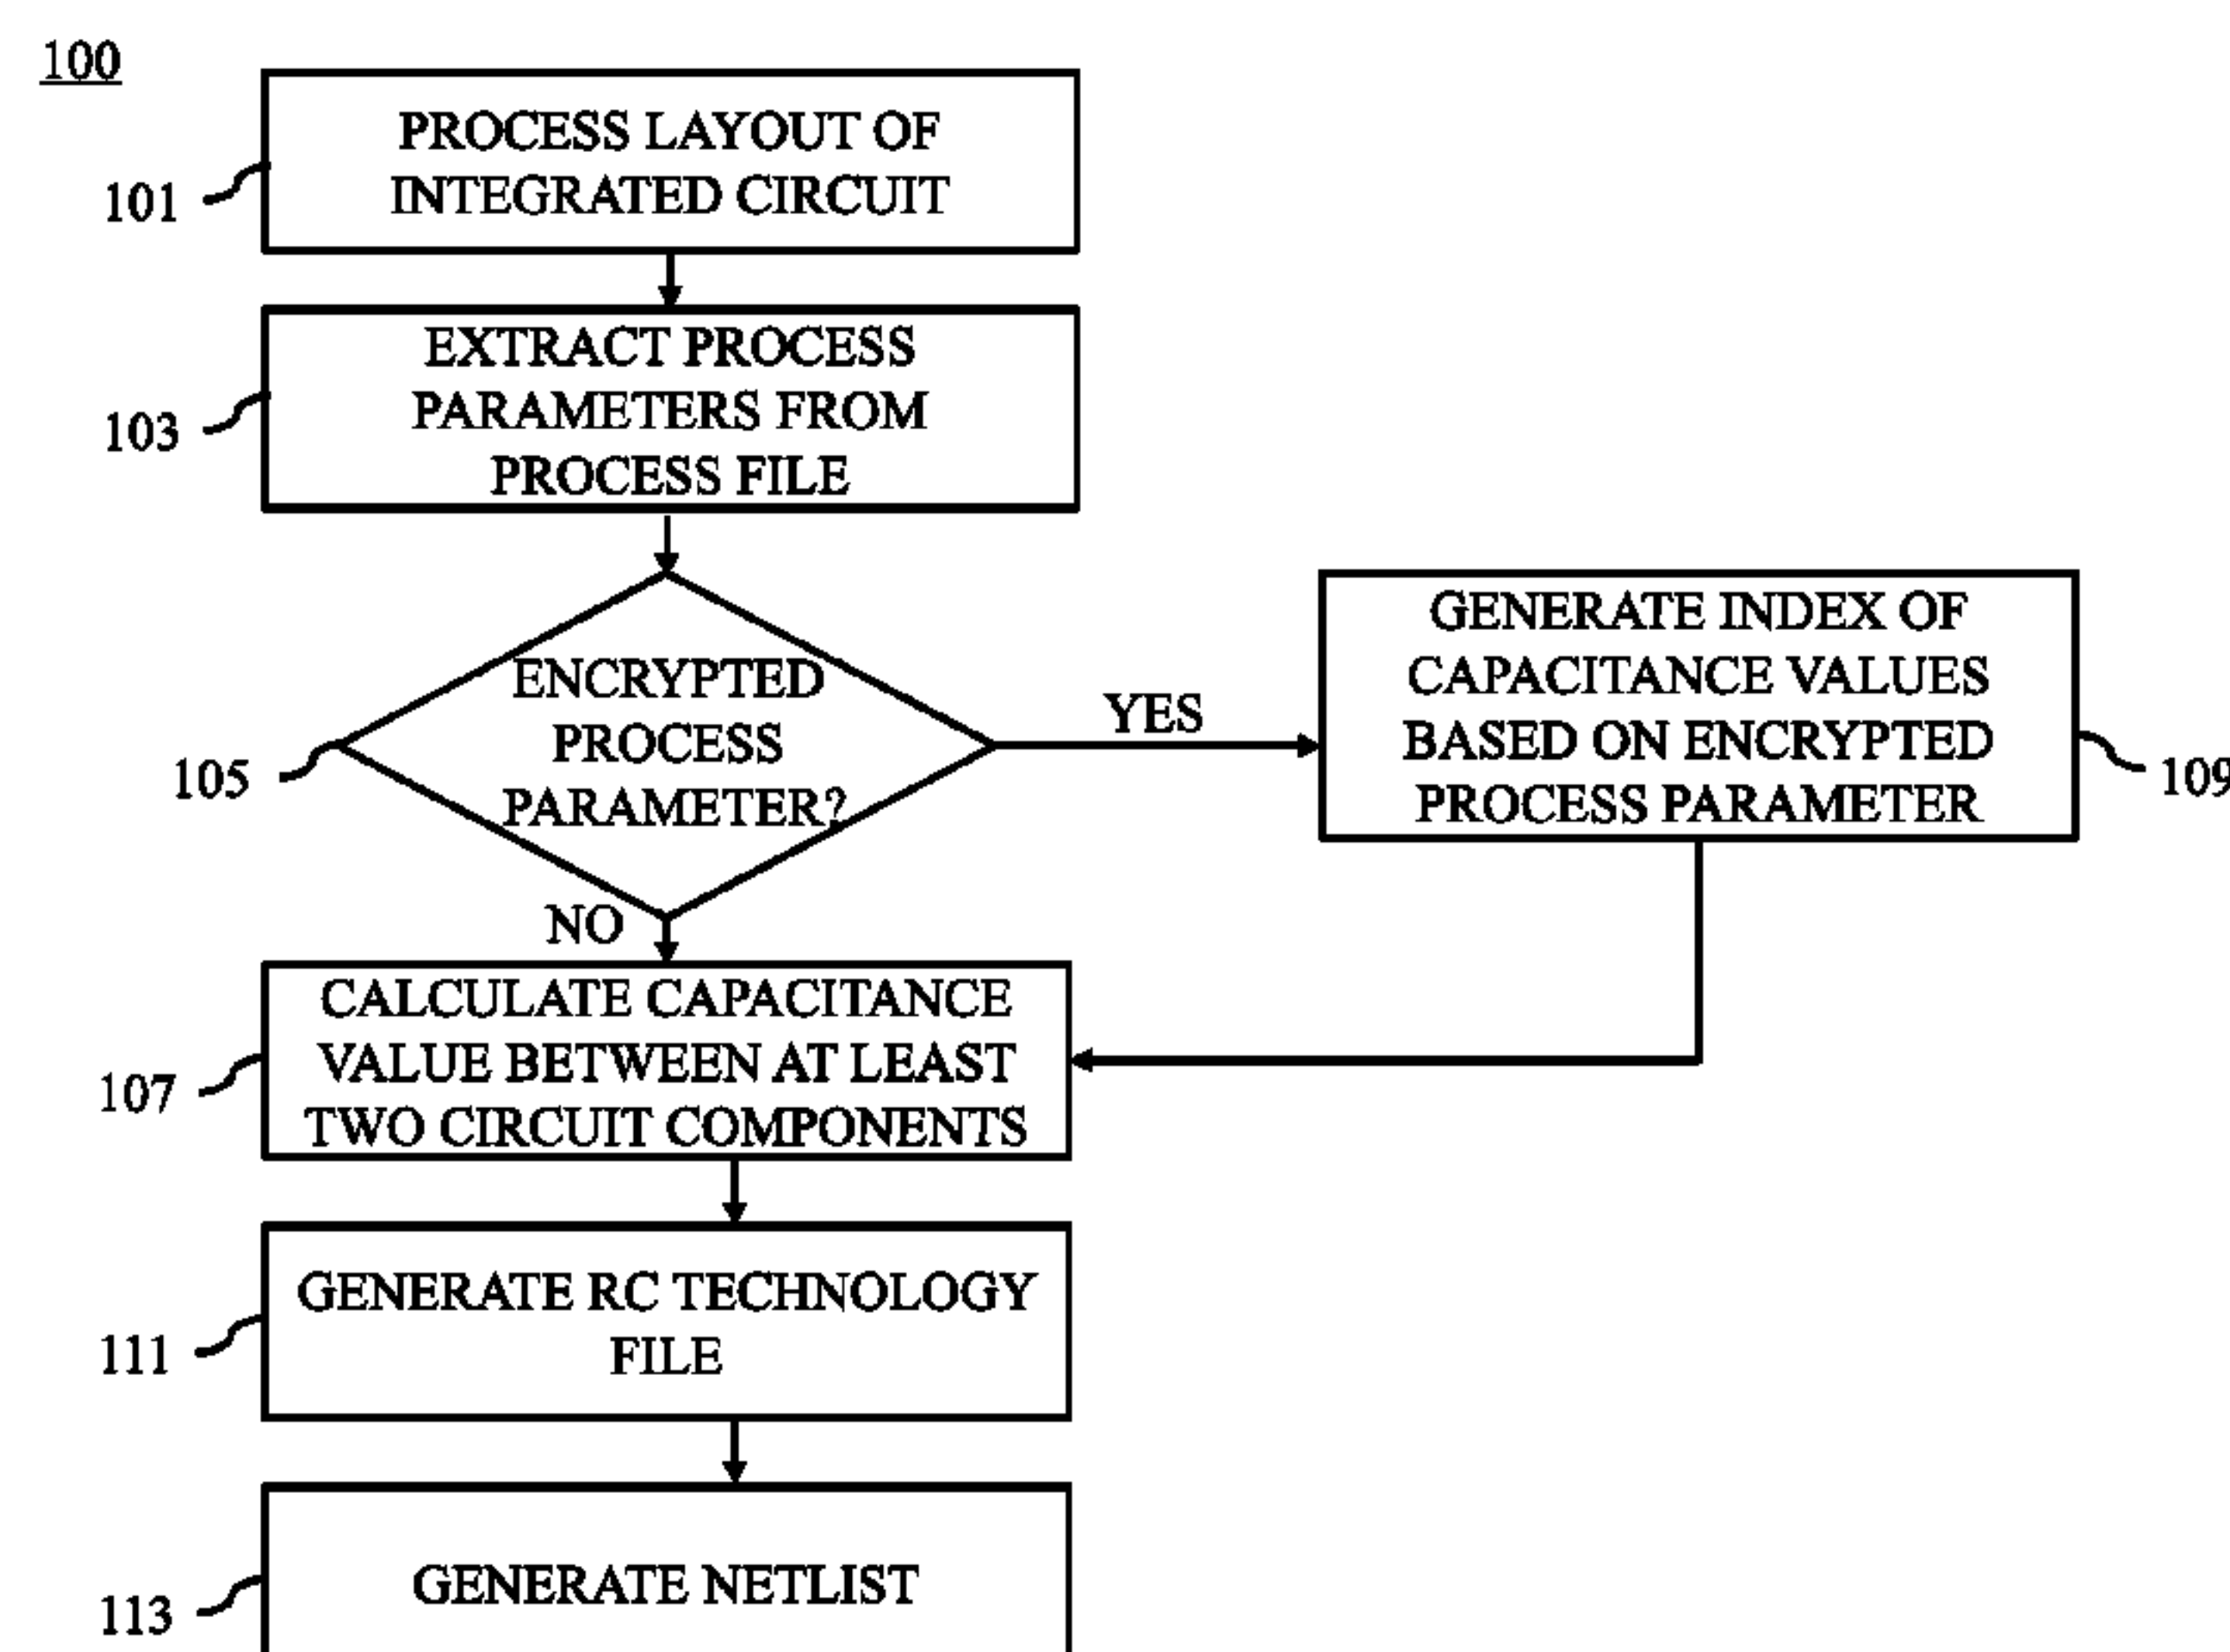 100
PROCESS LAYOUT OF
INTEGRATED CIRCUIT
101
EXTRACT PROCESS
PARAMETERS FROM
PROCESS FILE
103
ENCRYPTED
PROCESS
PARAMETER?
105
YES
GENERATE INDEX OF
CAPACITANCE VALUES
BASED ON ENCRYPTED
PROCESS PARAMETER
109
NO
CALCULATE CAPACITANCE
VALUE BETWEEN AT LEAST
TWO CIRCUIT COMPONENTS
107
GENERATE RC TECHNOLOGY
FILE
111
GENERATE NETLIST
113